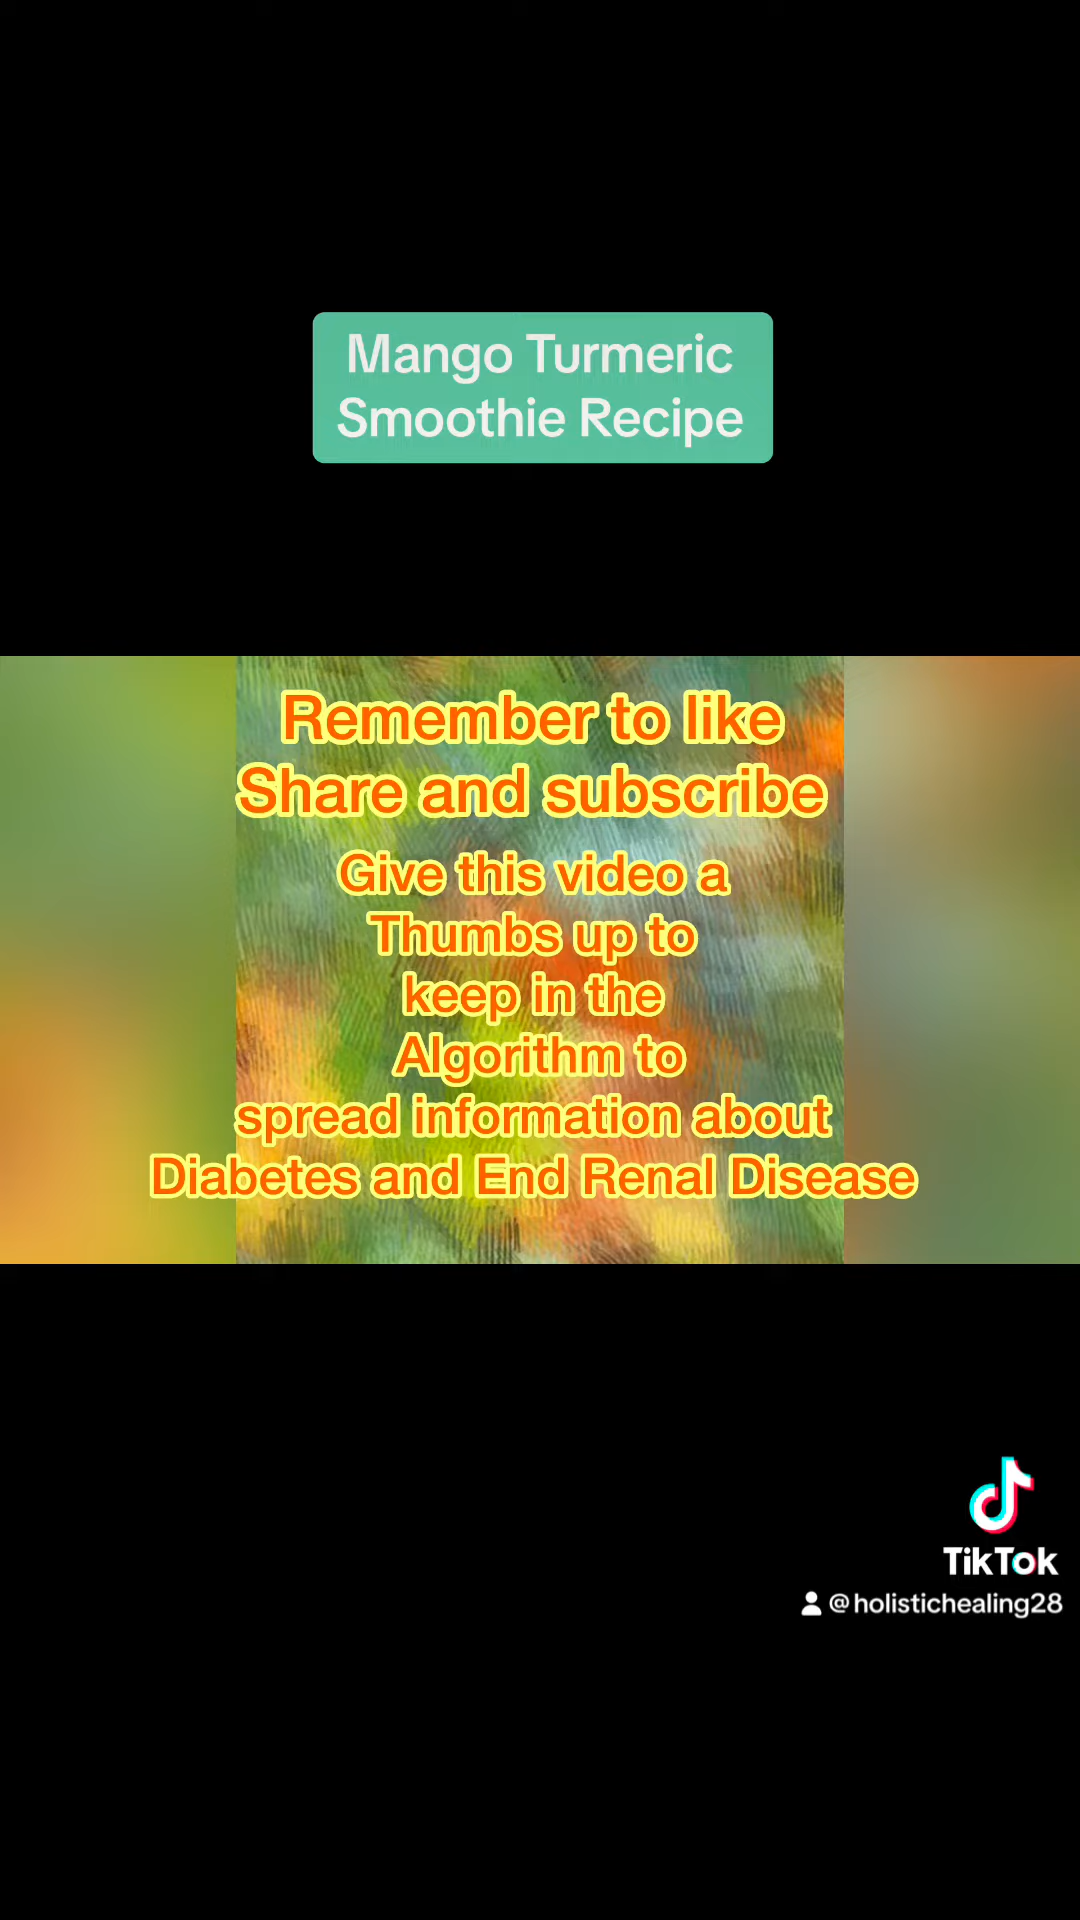 Mango Turmeric
Smoothie Recipe
Remember to like
Share and subscribe
Give this video a
Thumbs up to
keep in the
Algorithm to
spread information about
Diabetes and End Renal Disease
TikTok
@holistichealing28